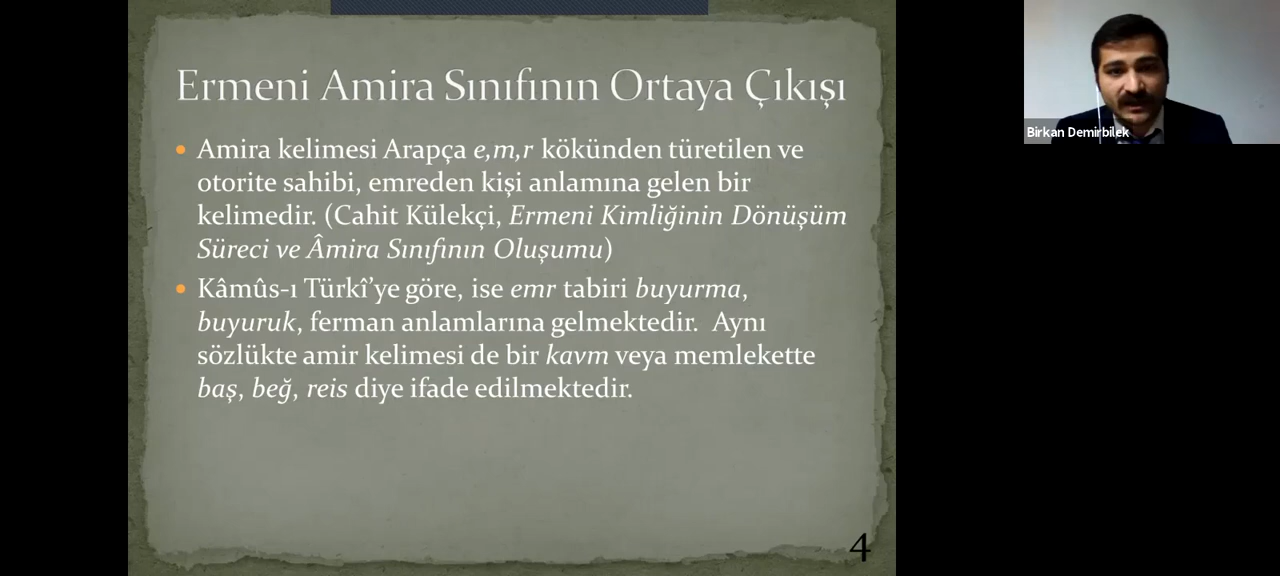 Ermeni Amira Sınıfının Ortaya Çıkışı
Amira kelimesi Arapça e,m,r kökünden türetilen ve
otorite sahibi, emreden kişi anlamına gelen bir
kelimedir. (Cahit Külekçi, Ermeni Kimliğinin Dönüşüm
Süreci ve Âmira Sınıfının Oluşumu)
Kâmûs-ı Türkî’ye göre, ise emr tabiri buyurma,
buyuruk, ferman anlamlarına gelmektedir.  Aynı
sözlükte amir kelimesi de bir kavm veya memlekette
baş, beğ, reis diye ifade edilmektedir.
4
Birkan Demirbilek